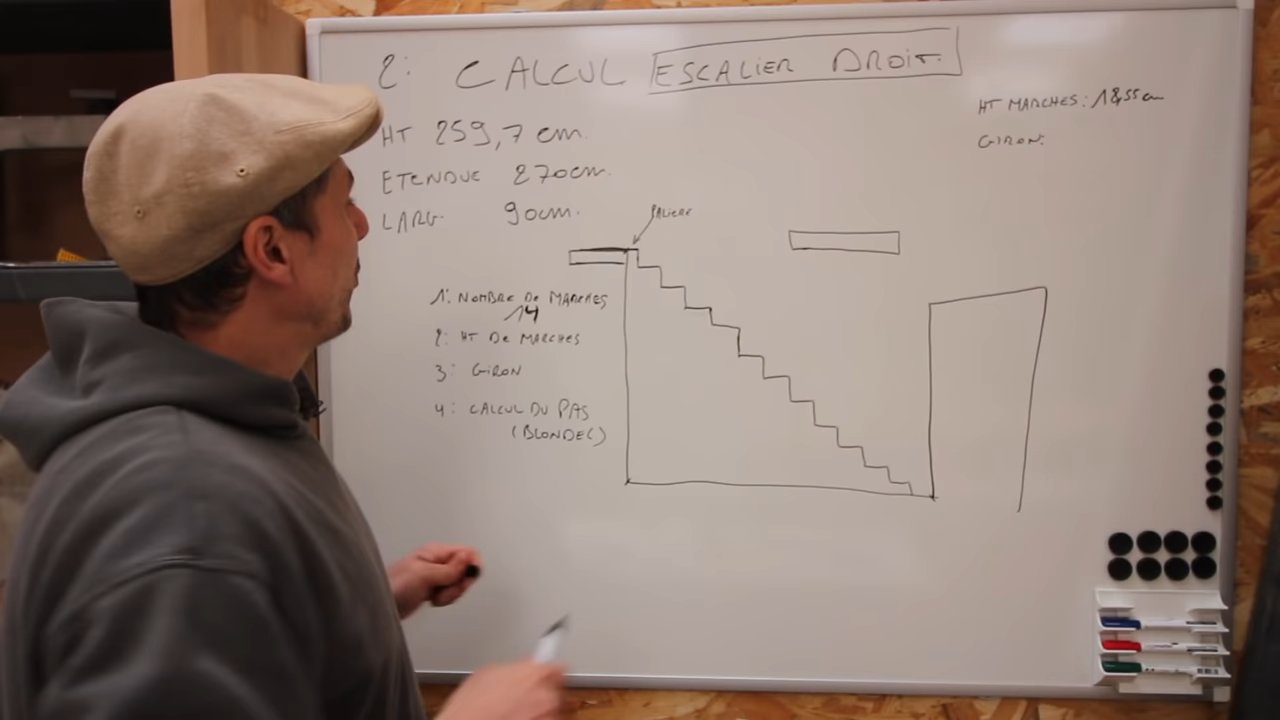 2: CALCUL ESCALIER DROIT.
HT 259,7 cm.
ETENDUE 270cm.
LARG. 90cm.
HT MARCHES: 18,55cm
GIRON:
PALIERE
1: NOMBRE DE MARCHES
14
2: HT DE MARCHES
3: GIRON
4: CALCUL DU PAS
(BLONDEL)